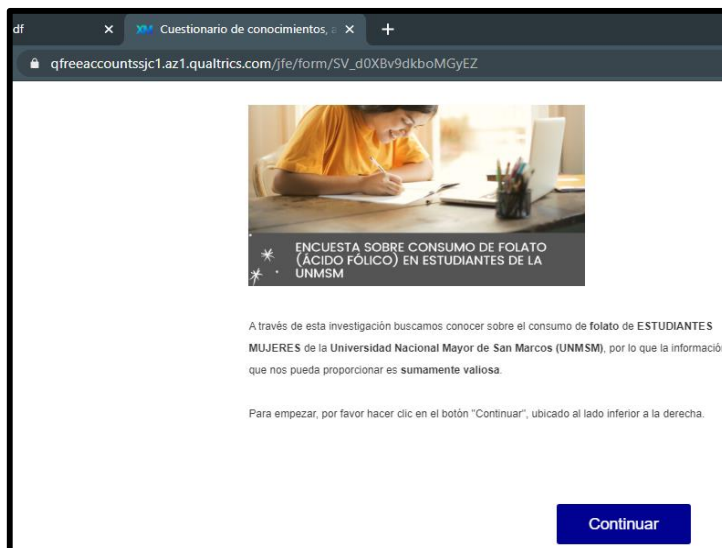 df
Cuestionario de conocimientos, a
qfreeaccountssjc1.az1.qualtrics.com/jfe/form/SV_d0XBv9dkboMGyEZ
ENCUESTA SOBRE CONSUMO DE FOLATO
(ÁCIDO FÓLICO) EN ESTUDIANTES DE LA
UNMSM
A través de esta investigación buscamos conocer sobre el consumo de folato de ESTUDIANTES
MUJERES de la Universidad Nacional Mayor de San Marcos (UNMSM), por lo que la informació
que nos pueda proporcionar es sumamente valiosa.
Para empezar, por favor hacer clic en el botón "Continuar", ubicado al lado inferior a la derecha.
Continuar